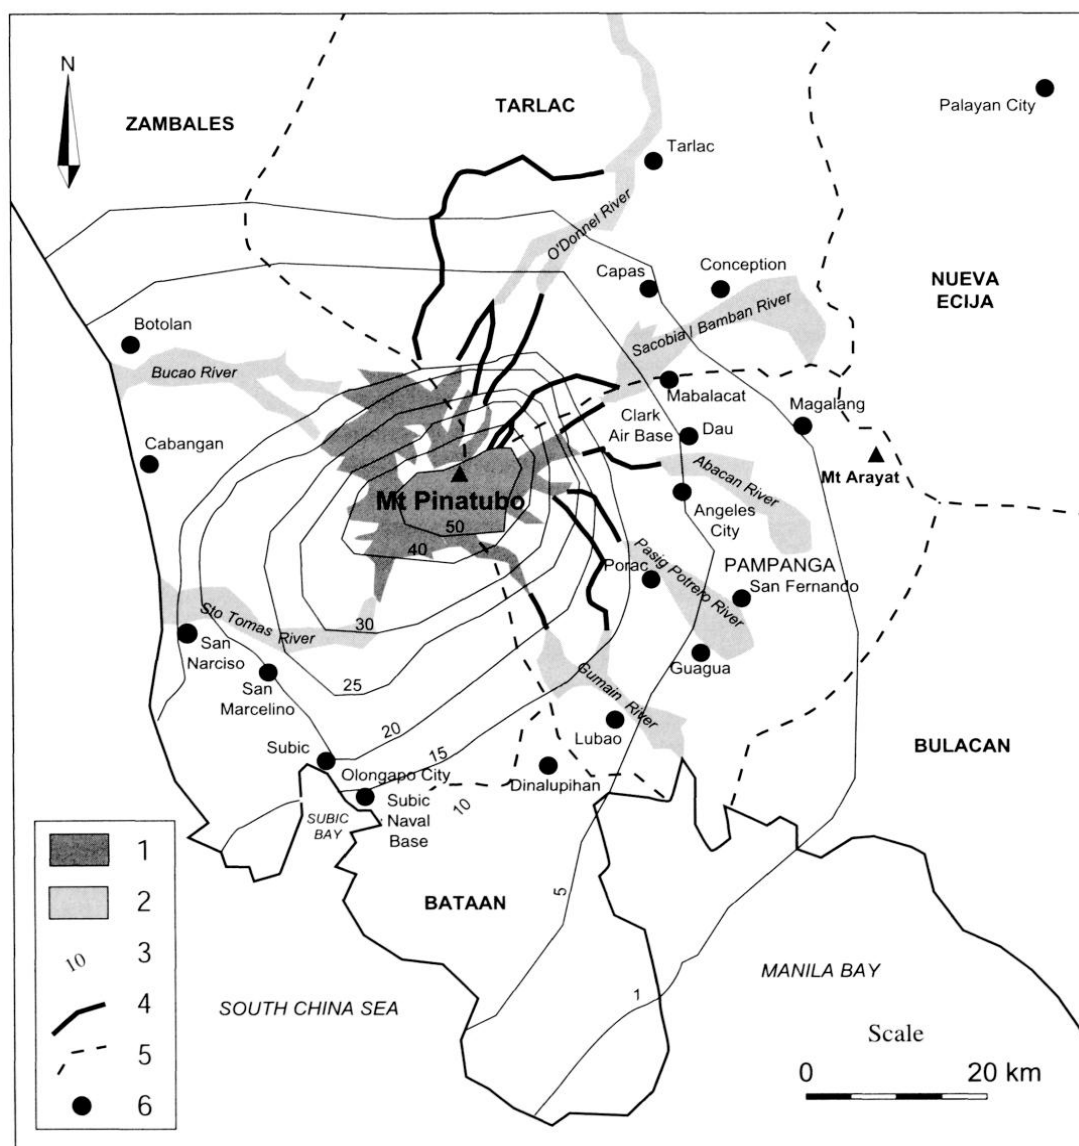 N
ZAMBALES
TARLAC
Palayan City
Tarlac
O'Donnel River
Capas
Conception
NUEVA
ECIJA
Sacobia / Bamban River
Botolan
Bucao River
Mabalacat
Magalang
Clark
Air Base
Dau
Cabangan
Abacan River
Mt Arayat
Mt Pinatubo
Angeles
City
50
40
Pasig Potrero River
PAMPANGA
Porac
San Fernando
Sto Tomas River
30
San
Narciso
Guagua
San
Marcelino
25
Gumain River
20
Lubao
15
BULACAN
Subic
Olongapo City
Dinalupihan
10
Subic
Naval
Base
SUBIC
BAY
1
2
5
BATAAN
3
10
MANILA BAY
4
1
SOUTH CHINA SEA
Scale
5
0 20 km
6